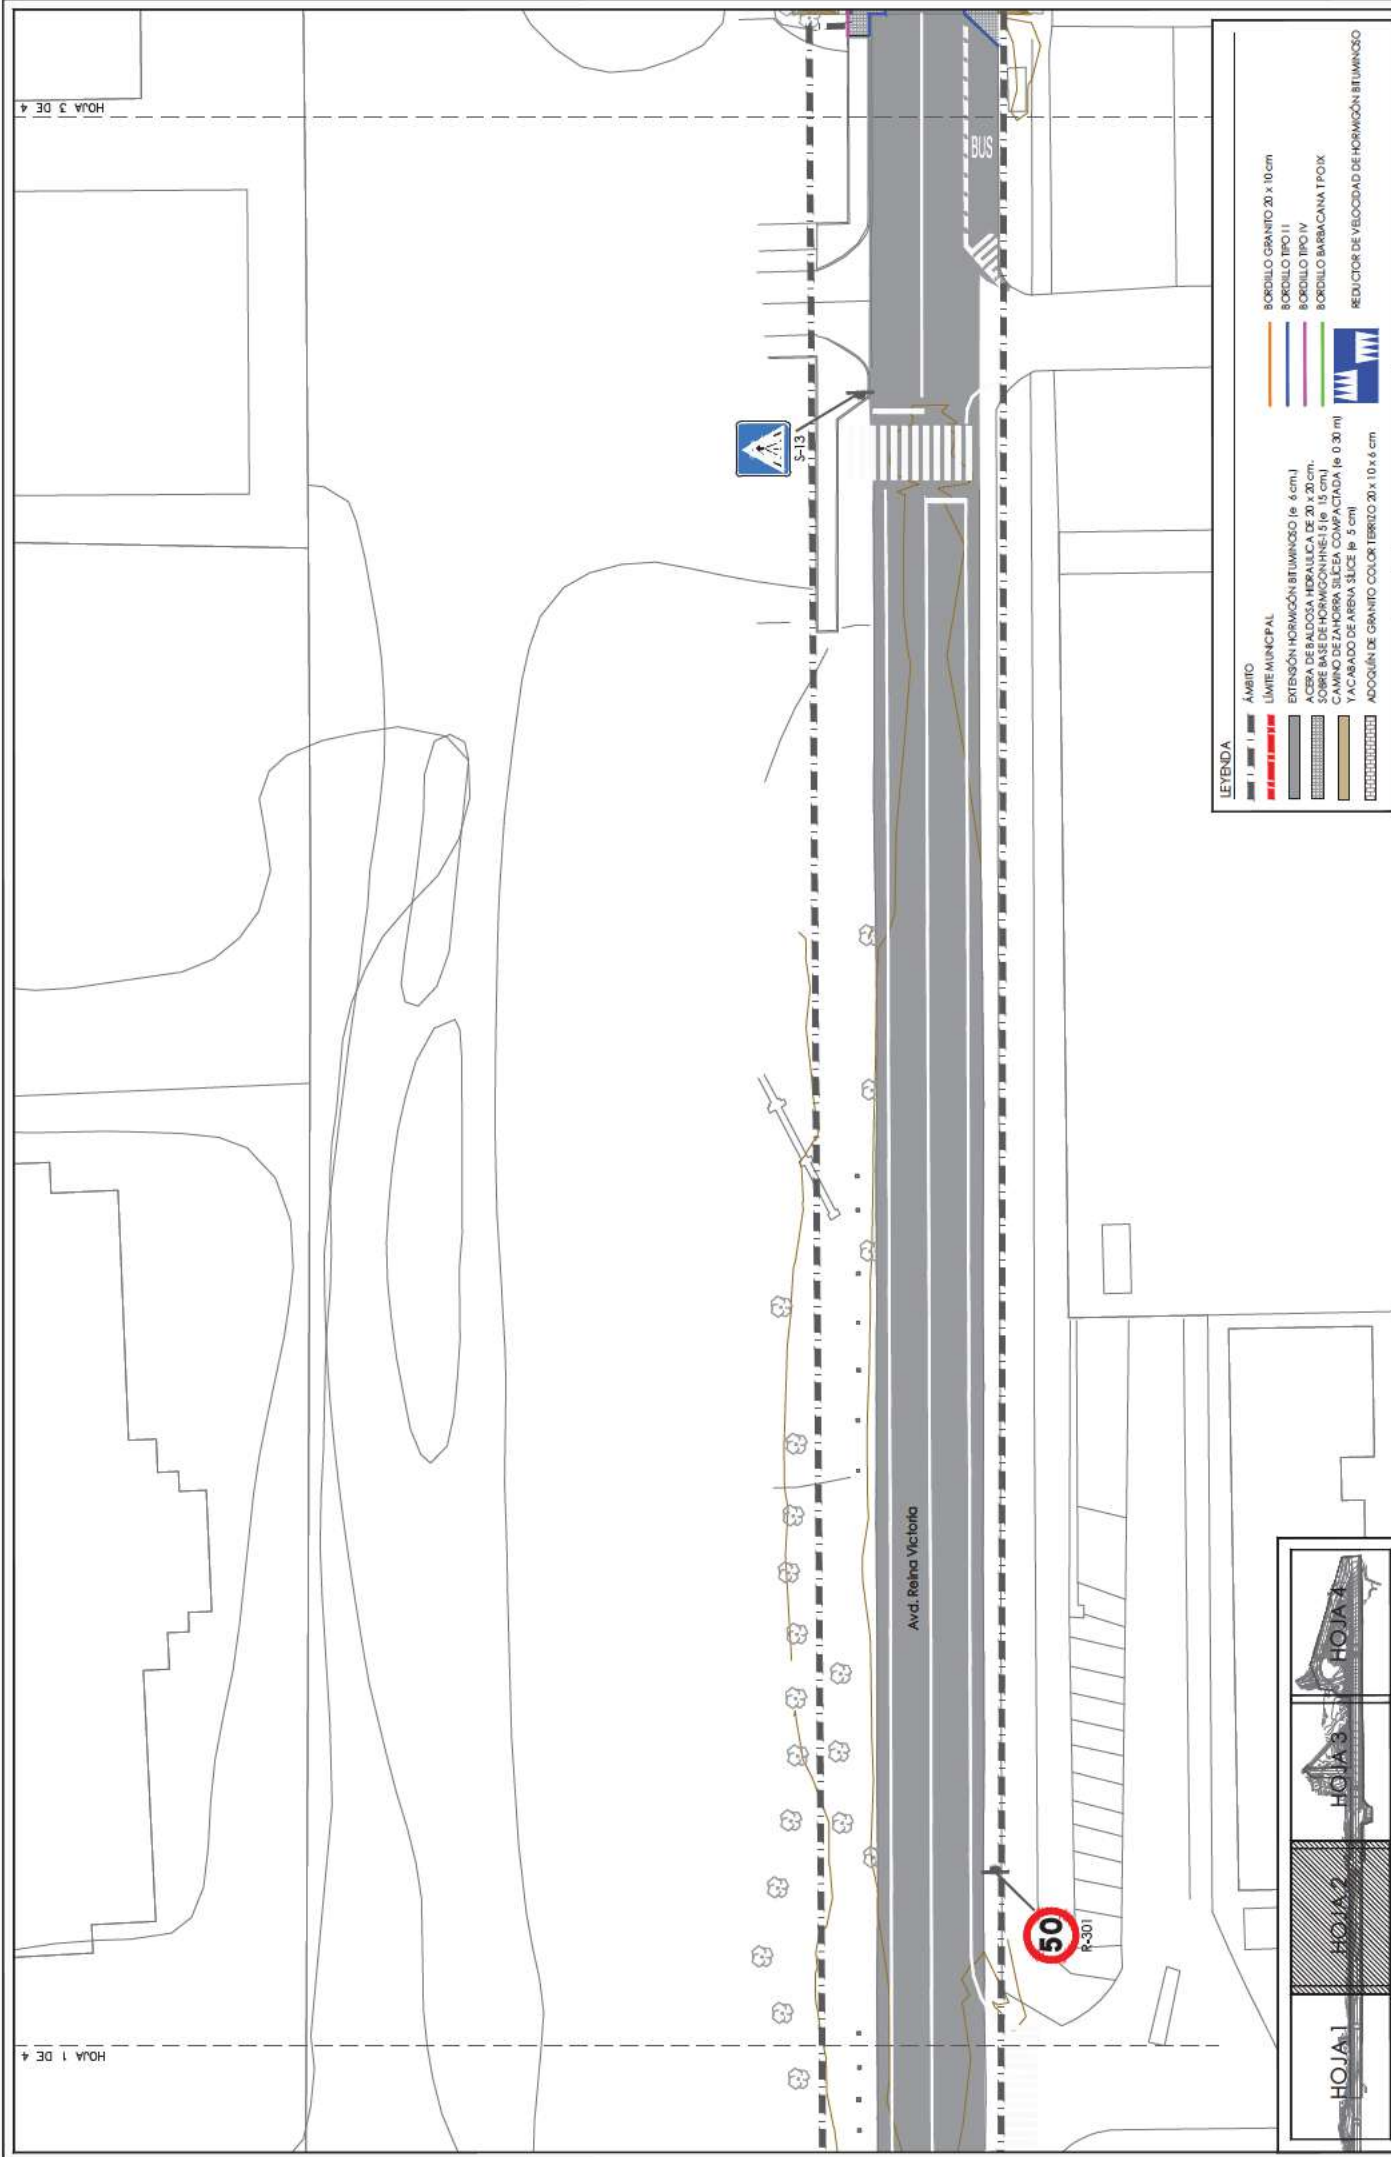 HOJA 1 DE 4
HOJA 3 DE 4
S-13
BUS
Avd. Reina Victoria
50
R-301
LEYENDA
ÁMBITO
LÍMITE MUNICIPAL
EXTENSIÓN HORMIGÓN BITUMINOSO (e 6 cm.)
ACERA DE BALDOSA HIDRAULICA DE 20 x 20 cm.
SOBRE BASE DE HORMIGON HNE-15 (e 15 cm.)
CAMINO DE ZAHORRA SILÍCEA COMPACTADA (e 0 30 m)
Y ACABADO DE ARENA SÍLICE (e 5 cm)
ADOQUÍN DE GRANITO COLOR TERRIZO 20 x 10 x 6 cm
BORDILLO GRANITO 20 x 10 cm
BORDILLO TIPO II
BORDILLO TIPO IV
BORDILLO BARBACANA TIPO IX
REDUCTOR DE VELOCIDAD DE HORMIGÓN BITUMINOSO
HOJA 1
HOJA 2
HOJA 3
HOJA 4